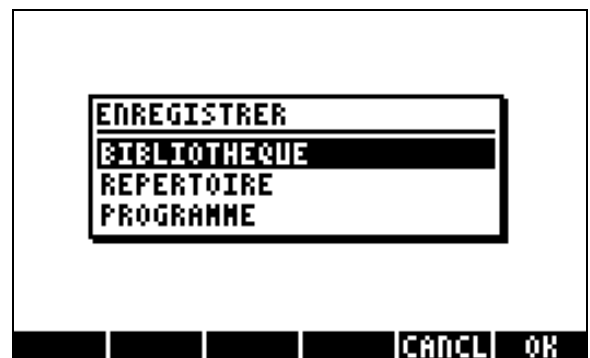 ENREGISTRER
BIBLIOTHEQUE
REPERTOIRE
PROGRAMME
CANCL OK